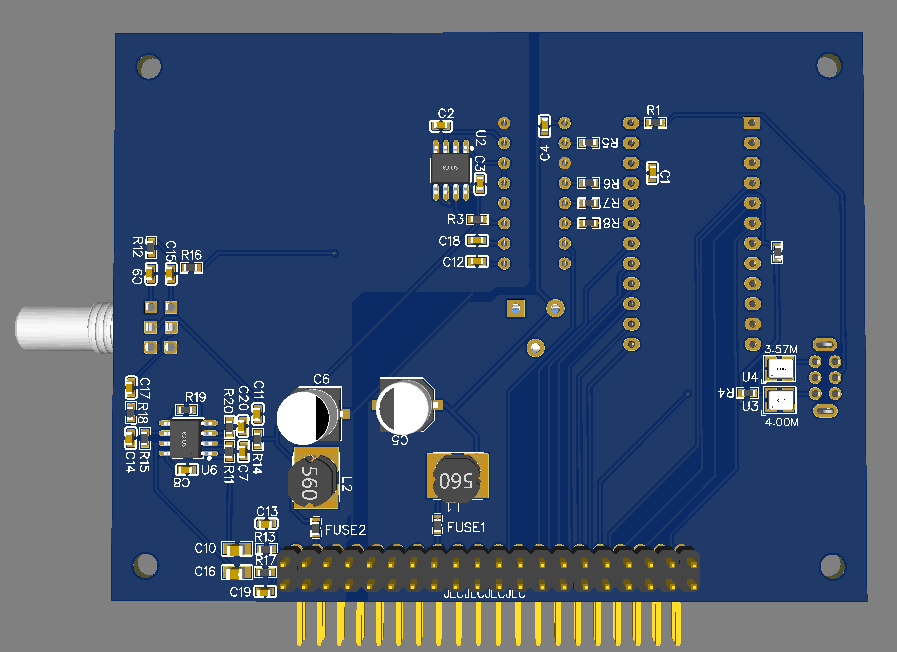 C2
U2
C3
C4
R1
R5
C1
R6
R7
R8
R3
C18
C12
R12
C15
R16
3.57M
U4
R4
U3
4.00M
C17
R18
C14
R15
R19
R20
C20
C11
C6
C5
U6
C8
R11
C7
R14
560
L2
560
L1
C13
FUSE2
FUSE1
R13
C10
R17
C16
C19
JLCJLCJLCJLC